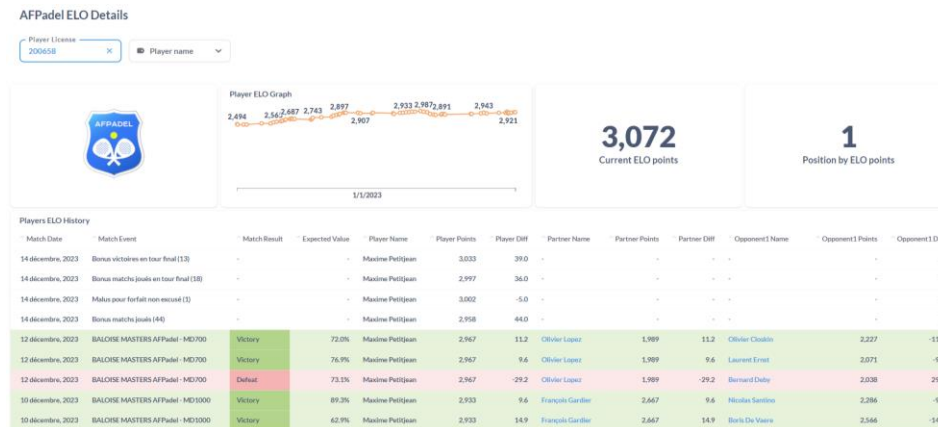 AFPadel ELO Details
Player License
200658 ×
Player name
AFPADEL
Player ELO Graph
2,494 2,567 2,687 2,743 2,897 2,907 2,933 2,987 2,891 2,943 2,921
1/1/2023
3,072
Current ELO points
1
Position by ELO points
Players ELO History
Match Date Match Event Match Result Expected Value Player Name Player Points Player Diff Partner Name Partner Points Partner Diff Opponent1 Name Opponent1 Points Opponent1 D
14 décembre, 2023 Bonus victoires en tour final (13) - - Maxime Petitjean 3,033 39.0 - - - - -
14 décembre, 2023 Bonus matchs joués en tour final (18) - - Maxime Petitjean 2,997 36.0 - - - - -
14 décembre, 2023 Malus pour forfait non excusé (1) - - Maxime Petitjean 3,002 -5.0 - - - - -
14 décembre, 2023 Bonus matchs joués (44) - - Maxime Petitjean 2,958 44.0 - - - - -
12 décembre, 2023 BALOISE MASTERS AFPadel - MD700 Victory 72.0% Maxime Petitjean 2,967 11.2 Olivier Lopez 1,989 11.2 Olivier Closkin 2,227 -11
12 décembre, 2023 BALOISE MASTERS AFPadel - MD700 Victory 76.9% Maxime Petitjean 2,967 9.6 Olivier Lopez 1,989 9.6 Laurent Ernst 2,071 -9
12 décembre, 2023 BALOISE MASTERS AFPadel - MD700 Defeat 73.1% Maxime Petitjean 2,967 -29.2 Olivier Lopez 1,989 -29.2 Bernard Deby 2,038 29
10 décembre, 2023 BALOISE MASTERS AFPadel - MD1000 Victory 89.3% Maxime Petitjean 2,933 9.6 François Gardier 2,667 9.6 Nicolas Santino 2,286 -9
10 décembre, 2023 BALOISE MASTERS AFPadel - MD1000 Victory 62.9% Maxime Petitjean 2,933 14.9 François Gardier 2,667 14.9 Boris De Vaera 2,566 -14